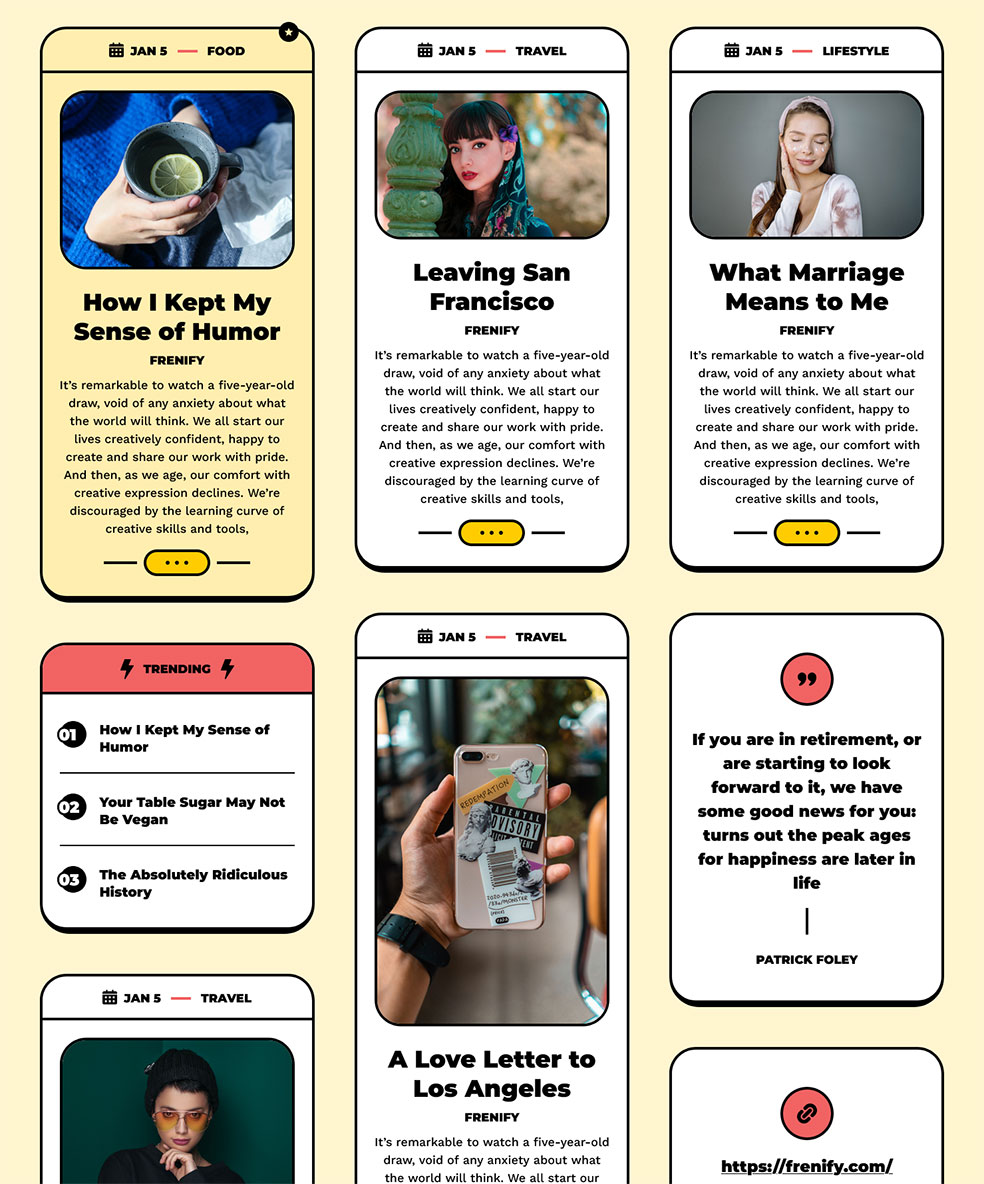 JAN 5 — FOOD
How I Kept My
Sense of Humor
FRENIFY
It's remarkable to watch a five-year-old
draw, void of any anxiety about what
the world will think. We all start our
lives creatively confident, happy to
create and share our work with pride.
And then, as we age, our comfort with
creative expression declines. We're
discouraged by the learning curve of
creative skills and tools,
TRENDING
01
How I Kept My Sense of
Humor
02
Your Table Sugar May Not
Be Vegan
03
The Absolutely Ridiculous
History
JAN 5 — TRAVEL
JAN 5 — TRAVEL
Leaving San
Francisco
FRENIFY
It's remarkable to watch a five-year-old
draw, void of any anxiety about what
the world will think. We all start our
lives creatively confident, happy to
create and share our work with pride.
And then, as we age, our comfort with
creative expression declines. We're
discouraged by the learning curve of
creative skills and tools,
JAN 5 — TRAVEL
REDEMPATION
PARENTAL
ADVISORY
A Love Letter to
Los Angeles
FRENIFY
It's remarkable to watch a five-year-old
draw, void of any anxiety about what
the world will think. We all start our
JAN 5 — LIFESTYLE
What Marriage
Means to Me
FRENIFY
It's remarkable to watch a five-year-old
draw, void of any anxiety about what
the world will think. We all start our
lives creatively confident, happy to
create and share our work with pride.
And then, as we age, our comfort with
creative expression declines. We're
discouraged by the learning curve of
creative skills and tools,
If you are in retirement, or
are starting to look
forward to it, we have
some good news for you:
turns out the peak ages
for happiness are later in
life
PATRICK FOLEY
https://frenify.com/